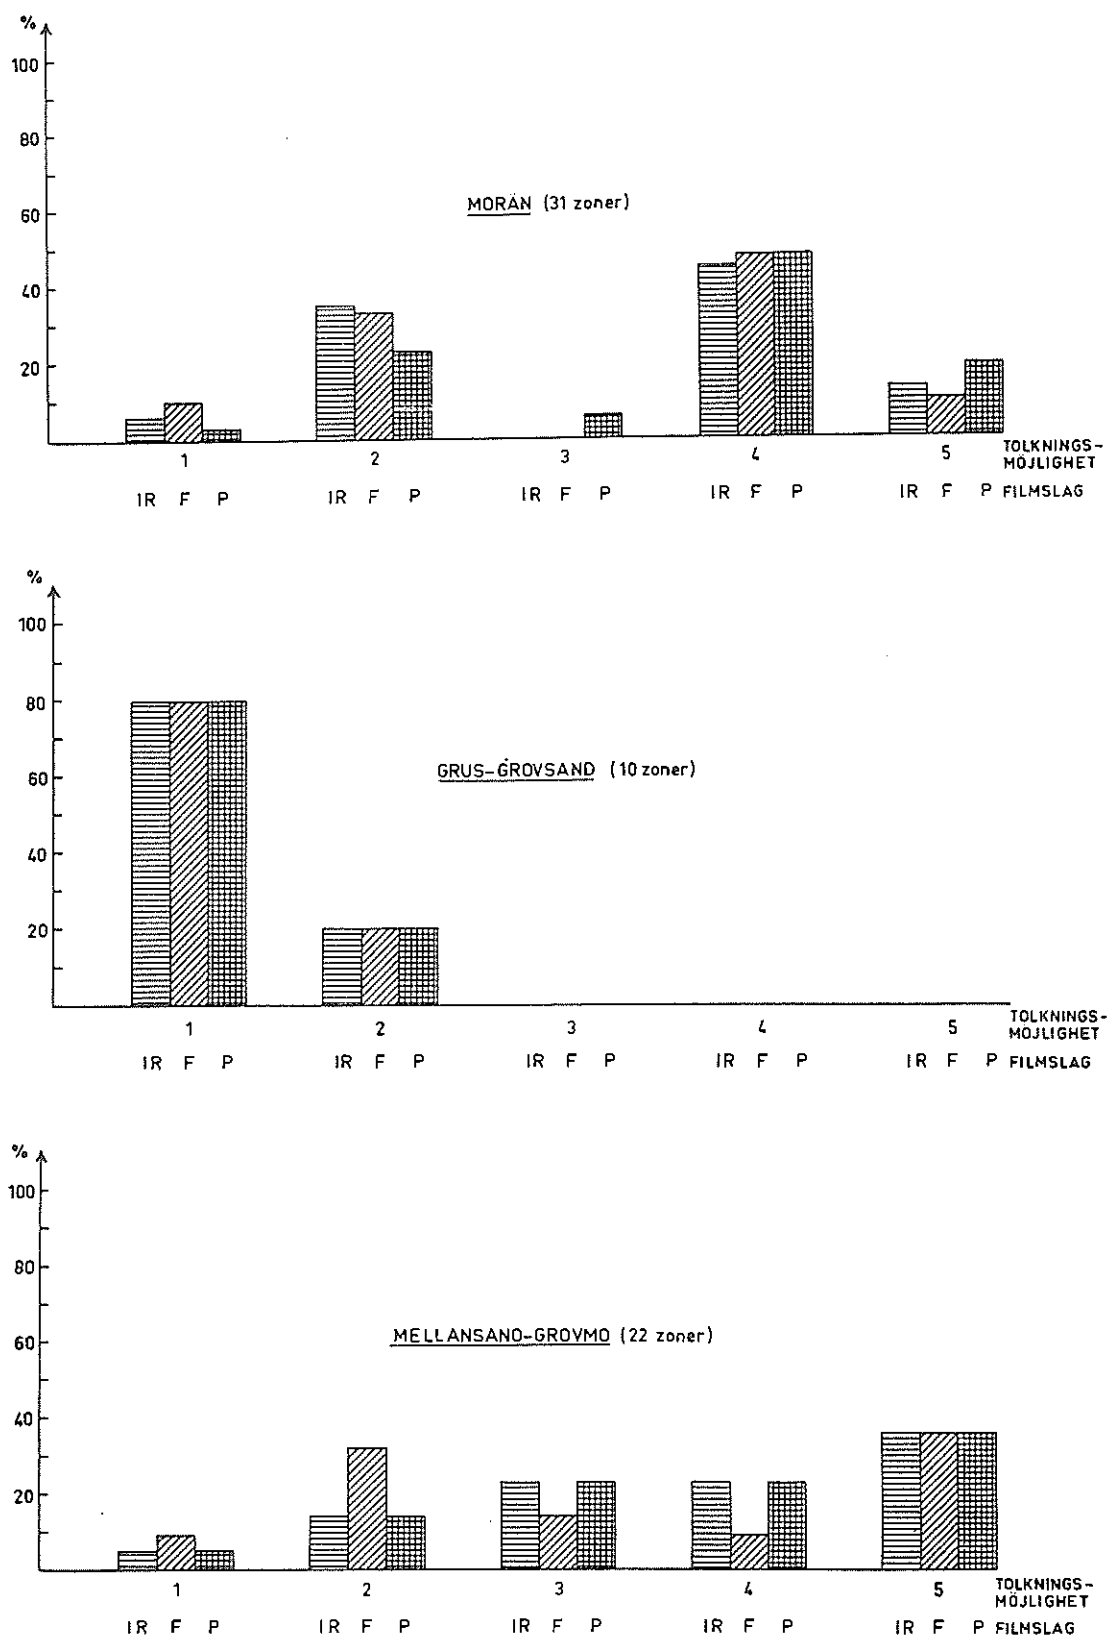 %
100
80
MORÄN (31 zoner)
60
40
20
1 2 3 4 5 TOLKNINGS-
MÖJLIGHET
IR F P IR F P IR F P IR F P IR F P FILMSLAG
%
100
80
GRUS-GROVSAND (10 zoner)
60
40
20
1 2 3 4 5 TOLKNINGS-
MÖJLIGHET
IR F P IR F P IR F P IR F P IR F P FILMSLAG
%
100
80
60
MELLANSAND-GROVMO (22 zoner)
40
20
1 2 3 4 5 TOLKNINGS-
MÖJLIGHET
IR F P IR F P IR F P IR F P IR F P FILMSLAG